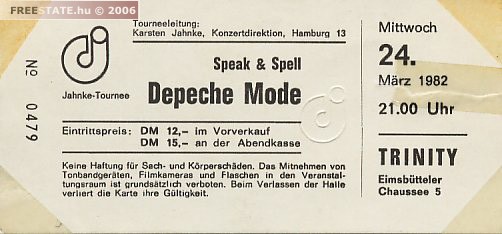 FREESTATE.hu © 2006
Tourneeleitung:
Karsten Jahnke, Konzertdirektion, Hamburg 13
Jahnke-Tournee
No 0479
Speak & Spell
Depeche Mode
Eintrittspreis: DM 12,– im Vorverkauf
DM 15,– an der Abendkasse
Keine Haftung für Sach- und Körperschäden. Das Mitnehmen von
Tonbandgeräten, Filmkameras und Flaschen in den Veranstal-
tungsraum ist grundsätzlich verboten. Beim Verlassen der Halle
verliert die Karte ihre Gültigkeit.
Mittwoch
24.
März 1982
21.00 Uhr
TRINITY
Eimsbütteler
Chaussee 5